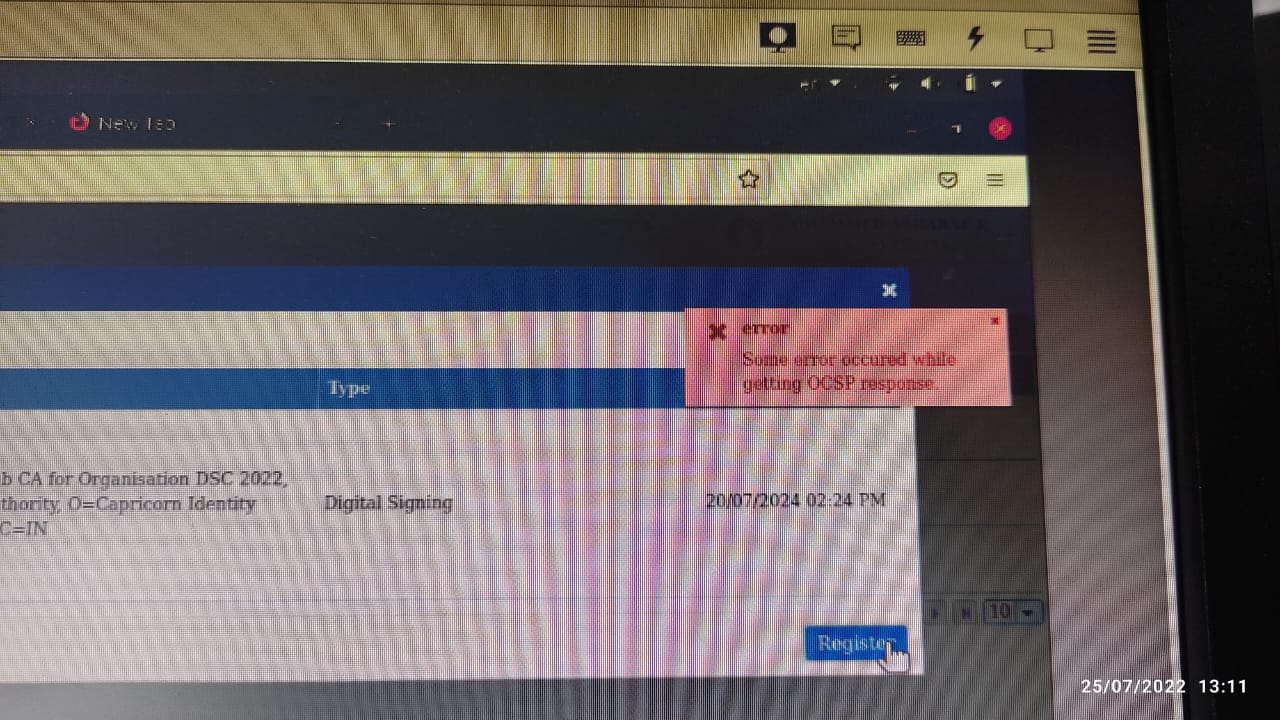 New Tab
error
Some error occured while
getting OCSP response.
Type
b CA for Organisation DSC 2022,
thority, O=Capricorn Identity
C=IN
Digital Signing
20/07/2024 02:24 PM
10
Register
25/07/2022 13:11